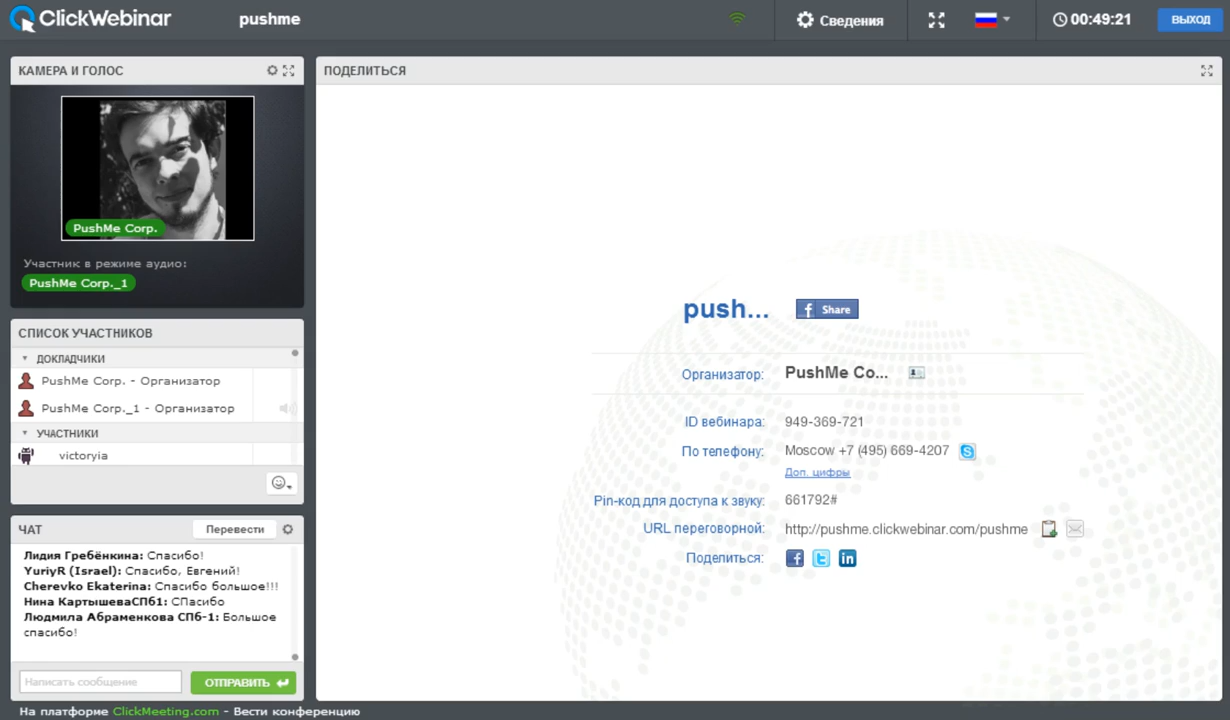 ClickWebinar
pushme
Сведения
00:49:21
ВЫХОД
КАМЕРА И ГОЛОС
PushMe Corp.
Участник в режиме аудио:
PushMe Corp._1
СПИСОК УЧАСТНИКОВ
ДОКЛАДЧИКИ
PushMe Corp. - Организатор
PushMe Corp._1 - Организатор
УЧАСТНИКИ
victoryia
ЧАТ
Перевести
Лидия Гребёнкина: Спасибо!
YuriyR (Israel): Спасибо, Евгений!
Cherevko Ekaterina: Спасибо большое!!!
Нина КартышеваСПб1: СПасибо
Людмила Абраменкова СПб-1: Большое
спасибо!
Написать сообщение
ОТПРАВИТЬ
На платформе ClickMeeting.com - Вести конференцию
ПОДЕЛИТЬСЯ
push...
f Share
Организатор: PushMe Co...
ID вебинара: 949-369-721
По телефону: Moscow +7 (495) 669-4207
Доп. цифры
Pin-код для доступа к звуку: 661792#
URL переговорной: http://pushme.clickwebinar.com/pushme
Поделиться: f t in